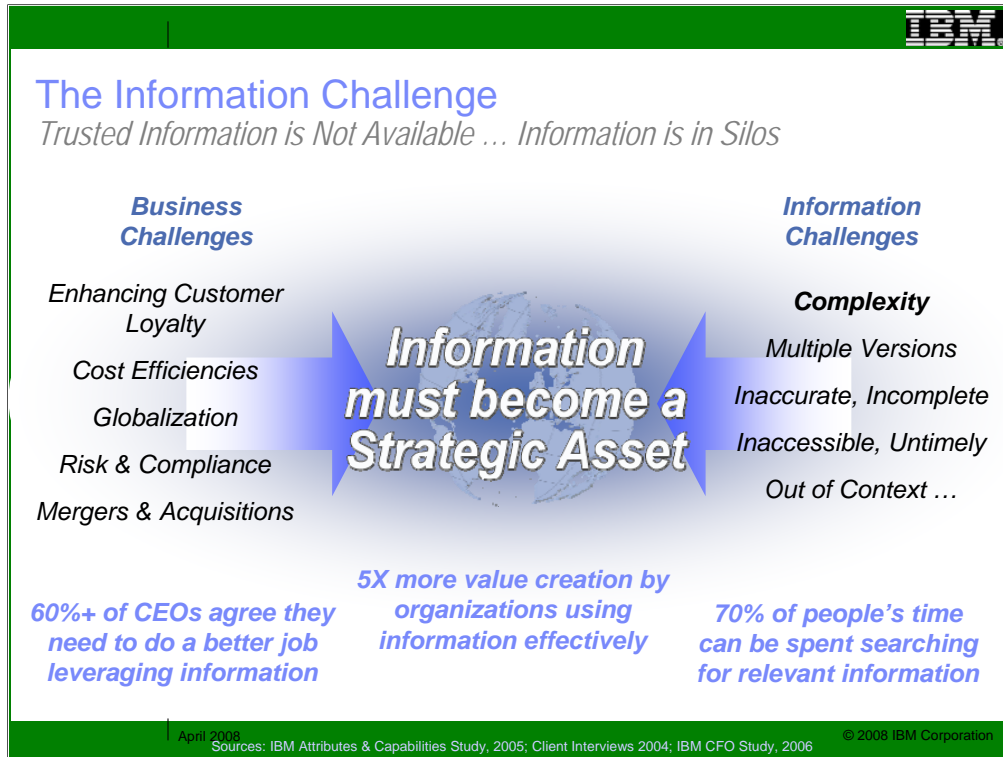 IBM®
The Information Challenge
Trusted Information is Not Available … Information is in Silos
Business
Challenges
Enhancing Customer
Loyalty
Cost Efficiencies
Globalization
Risk & Compliance
Mergers & Acquisitions
Information
must become a
Strategic Asset
Information
Challenges
Complexity
Multiple Versions
Inaccurate, Incomplete
Inaccessible, Untimely
Out of Context …
60%+ of CEOs agree they
need to do a better job
leveraging information
5X more value creation by
organizations using
information effectively
70% of people’s time
can be spent searching
for relevant information
April 2008
Sources: IBM Attributes & Capabilities Study, 2005; Client Interviews 2004; IBM CFO Study, 2006
© 2008 IBM Corporation